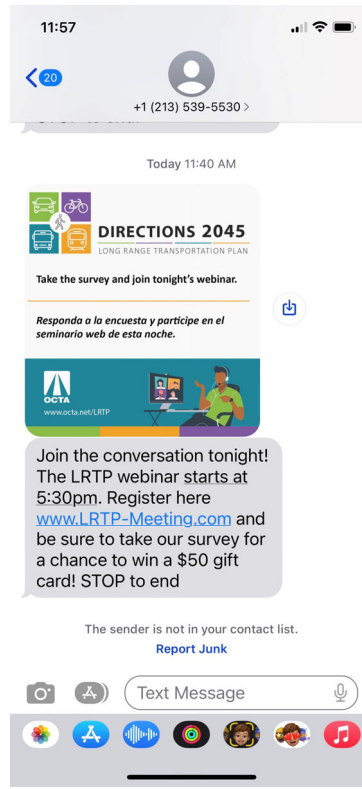 11:57
20
+1 (213) 539-5530 >
Today 11:40 AM
DIRECTIONS 2045
LONG RANGE TRANSPORTATION PLAN
Take the survey and join tonight's webinar.
Responda a la encuesta y participe en el
seminario web de esta noche.
OCTA
www.octa.net/LRTP
Join the conversation tonight!
The LRTP webinar starts at
5:30pm. Register here
www.LRTP-Meeting.com and
be sure to take our survey for
a chance to win a $50 gift
card! STOP to end
The sender is not in your contact list.
Report Junk
Text Message